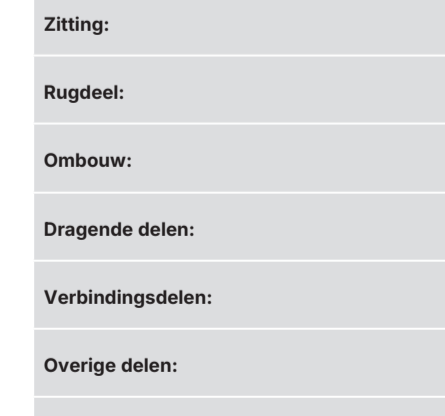 Zitting:
Rugdeel:
Ombouw:
Dragende delen:
Verbindingsdelen:
Overige delen: